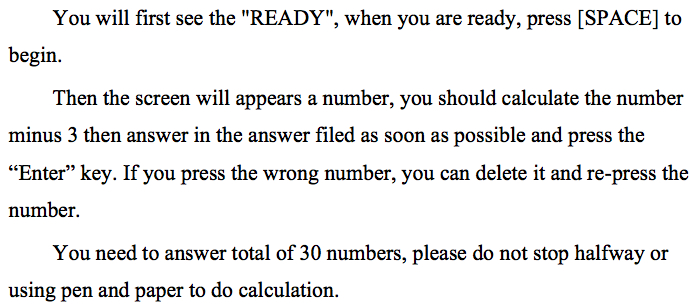 You will first see the "READY", when you are ready, press [SPACE] to
begin.
Then the screen will appears a number, you should calculate the number
minus 3 then answer in the answer filed as soon as possible and press the
“Enter” key. If you press the wrong number, you can delete it and re-press the
number.
You need to answer total of 30 numbers, please do not stop halfway or
using pen and paper to do calculation.